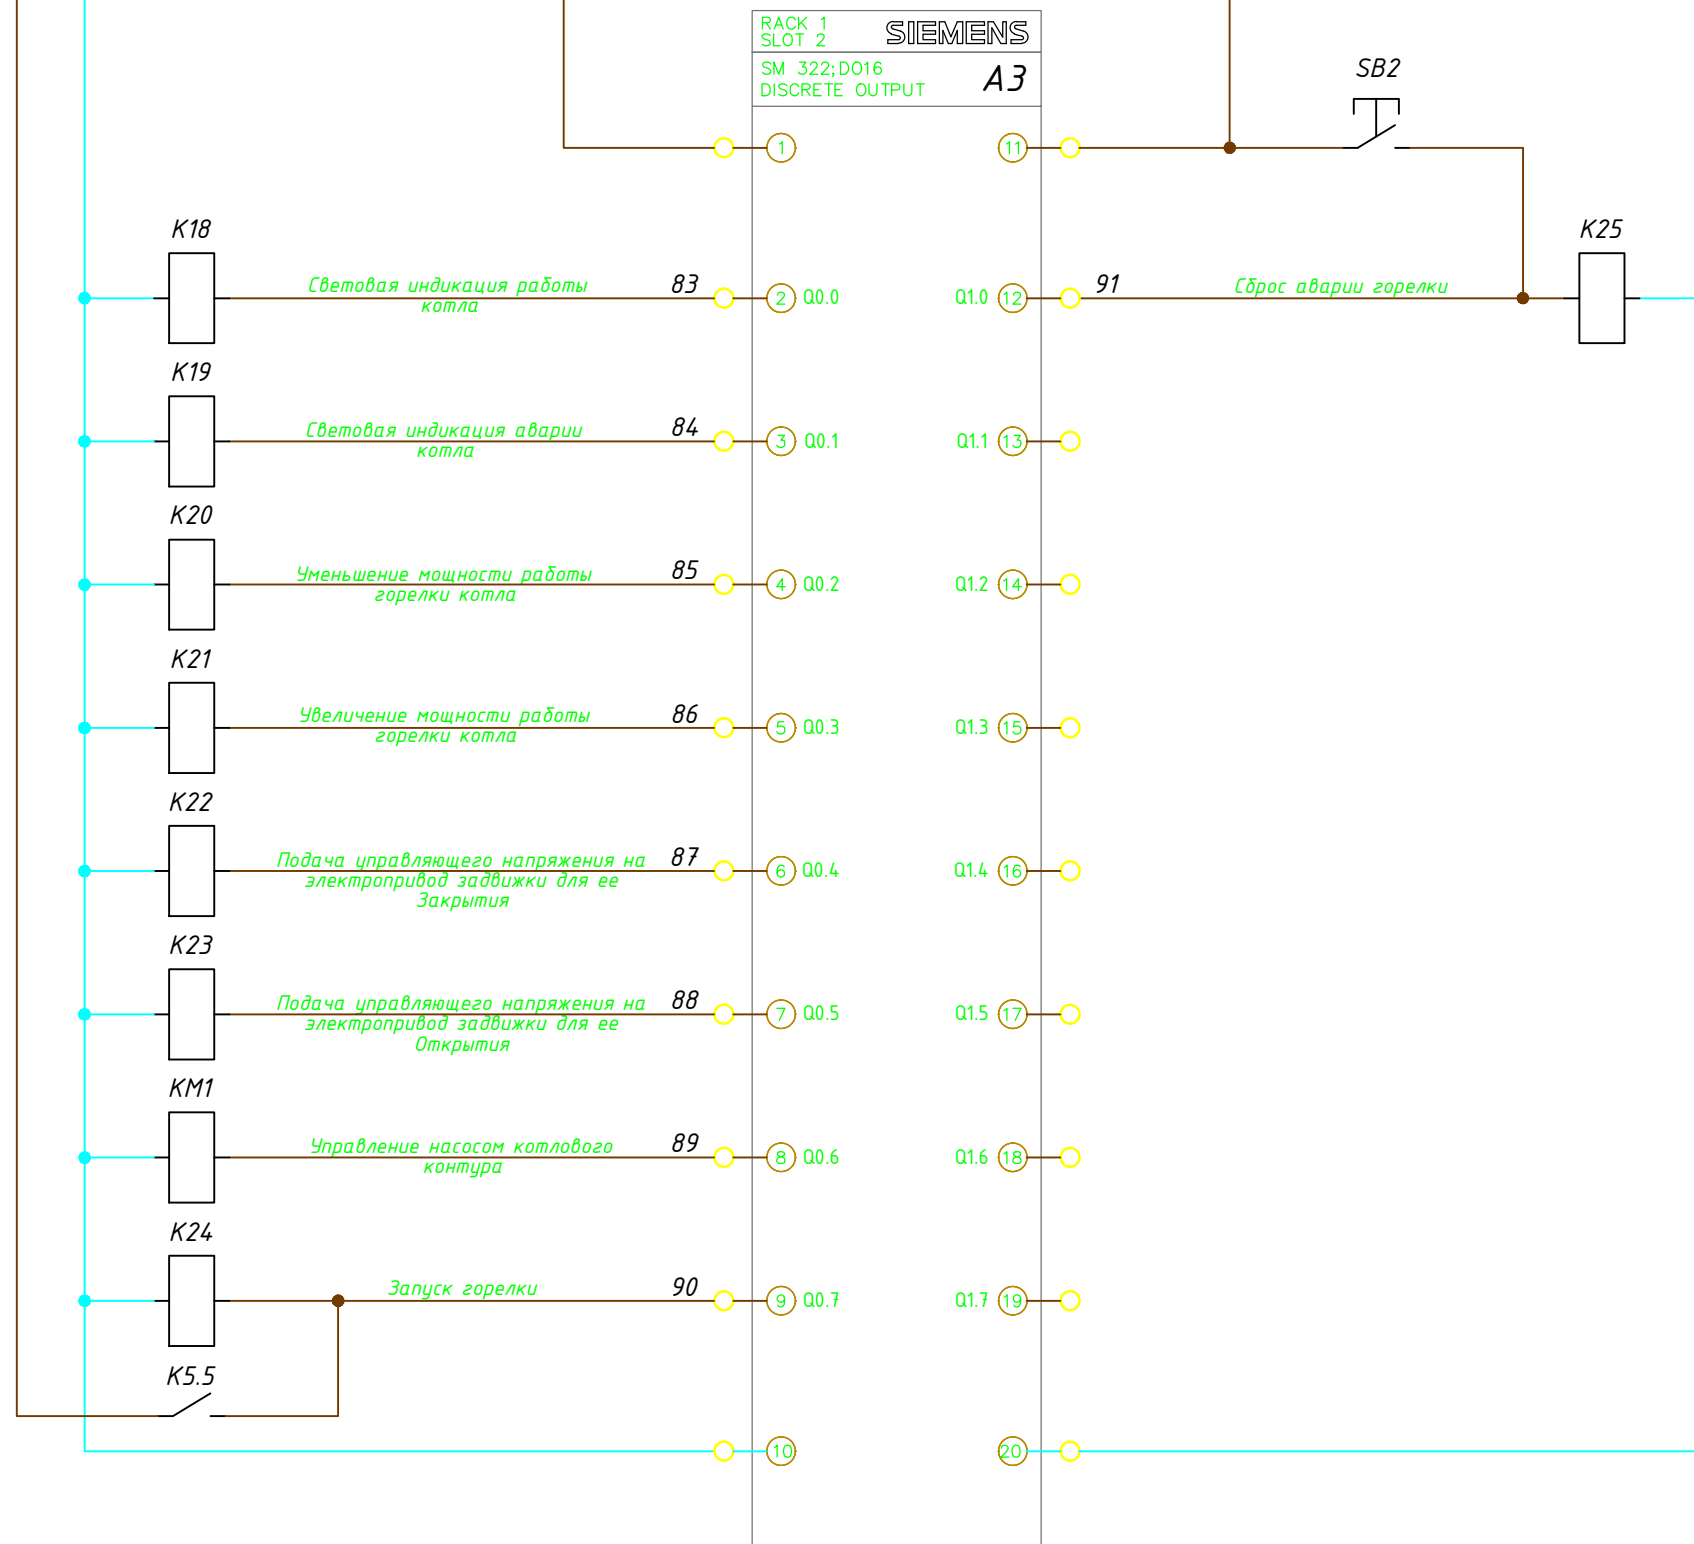 RACK 1
SLOT 2
SIEMENS
SM 322;DO16
DISCRETE OUTPUT
A3
SB2
1
11
K18
K25
Световая индикация работы
котла
83
2
Q0.0
Q1.0
12
91
Сброс аварии горелки
K19
Световая индикация аварии
котла
84
3
Q0.1
Q1.1
13
K20
Уменьшение мощности работы
горелки котла
85
4
Q0.2
Q1.2
14
K21
Увеличение мощности работы
горелки котла
86
5
Q0.3
Q1.3
15
K22
Подача управляющего напряжения на
электропривод задвижки для ее
Закрытия
87
6
Q0.4
Q1.4
16
K23
Подача управляющего напряжения на
электропривод задвижки для ее
Открытия
88
7
Q0.5
Q1.5
17
KM1
Управление насосом котлового
контура
89
8
Q0.6
Q1.6
18
K24
Запуск горелки
90
9
Q0.7
Q1.7
19
K5.5
10
20